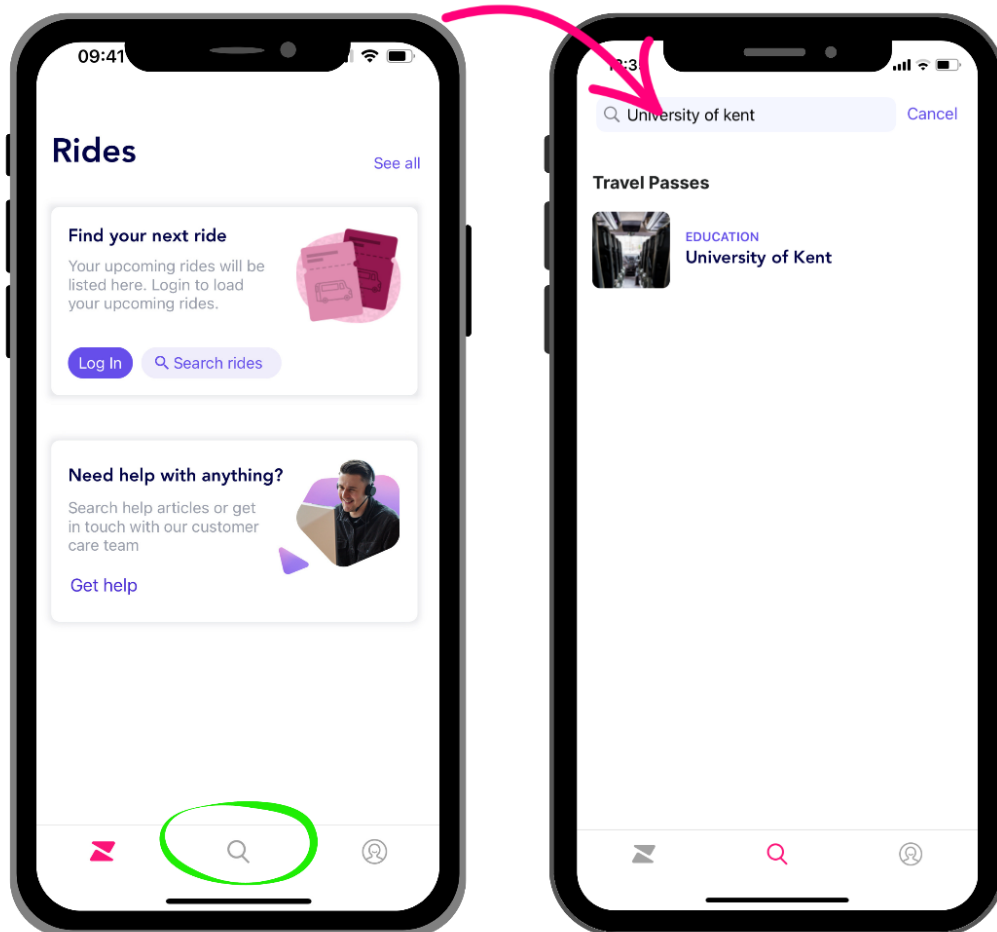 09:41
Rides
See all
Find your next ride
Your upcoming rides will be
listed here. Login to load
your upcoming rides.
Log In
Search rides
Need help with anything?
Search help articles or get
in touch with our customer
care team
Get help
University of kent
Cancel
Travel Passes
EDUCATION
University of Kent